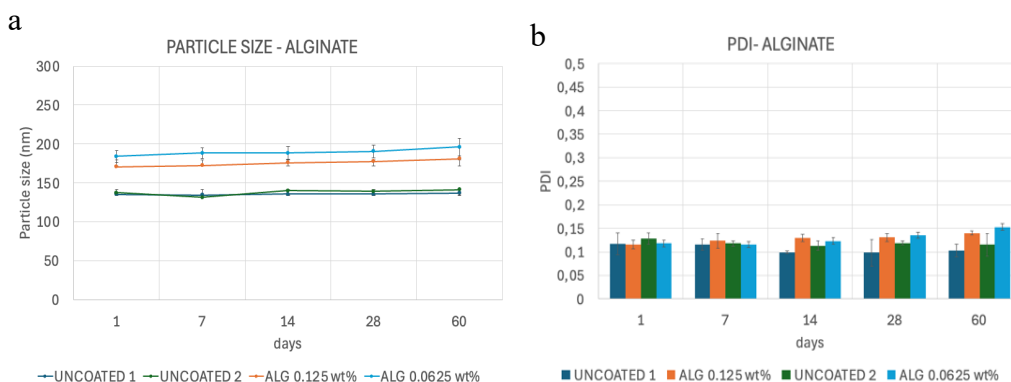 a
PARTICLE SIZE - ALGINATE
300
250
200
150
100
50
0
Particle size (nm)
1 7 14 28 60
days
UNCOATED 1 UNCOATED 2 ALG 0.125 wt% ALG 0.0625 wt%
b
PDI- ALGINATE
0,5
0,45
0,4
0,35
0,3
0,25
0,2
0,15
0,1
0,05
0
PDI
1 7 14 28 60
days
UNCOATED 1 ALG 0.125 wt% UNCOATED 2 ALG 0.0625 wt%